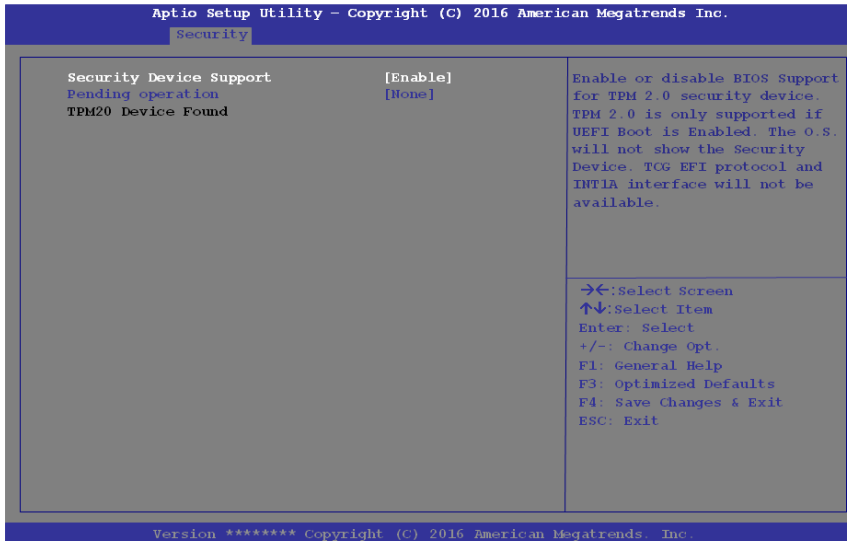 Aptio Setup Utility – Copyright (C) 2016 American Megatrends Inc.
Security
Security Device Support [Enable]
Pending operation [None]
TPM20 Device Found
Enable or disable BIOS Support
for TPM 2.0 security device.
TPM 2.0 is only supported if
UEFI Boot is Enabled. The O.S.
will not show the Security
Device. TCG EFI protocol and
INT1A interface will not be
available.
→←:Select Screen
↑↓:Select Item
Enter: Select
+/-: Change Opt.
F1: General Help
F3: Optimized Defaults
F4: Save Changes & Exit
ESC: Exit
Version ******** Copyright (C) 2016 American Megatrends. Inc.